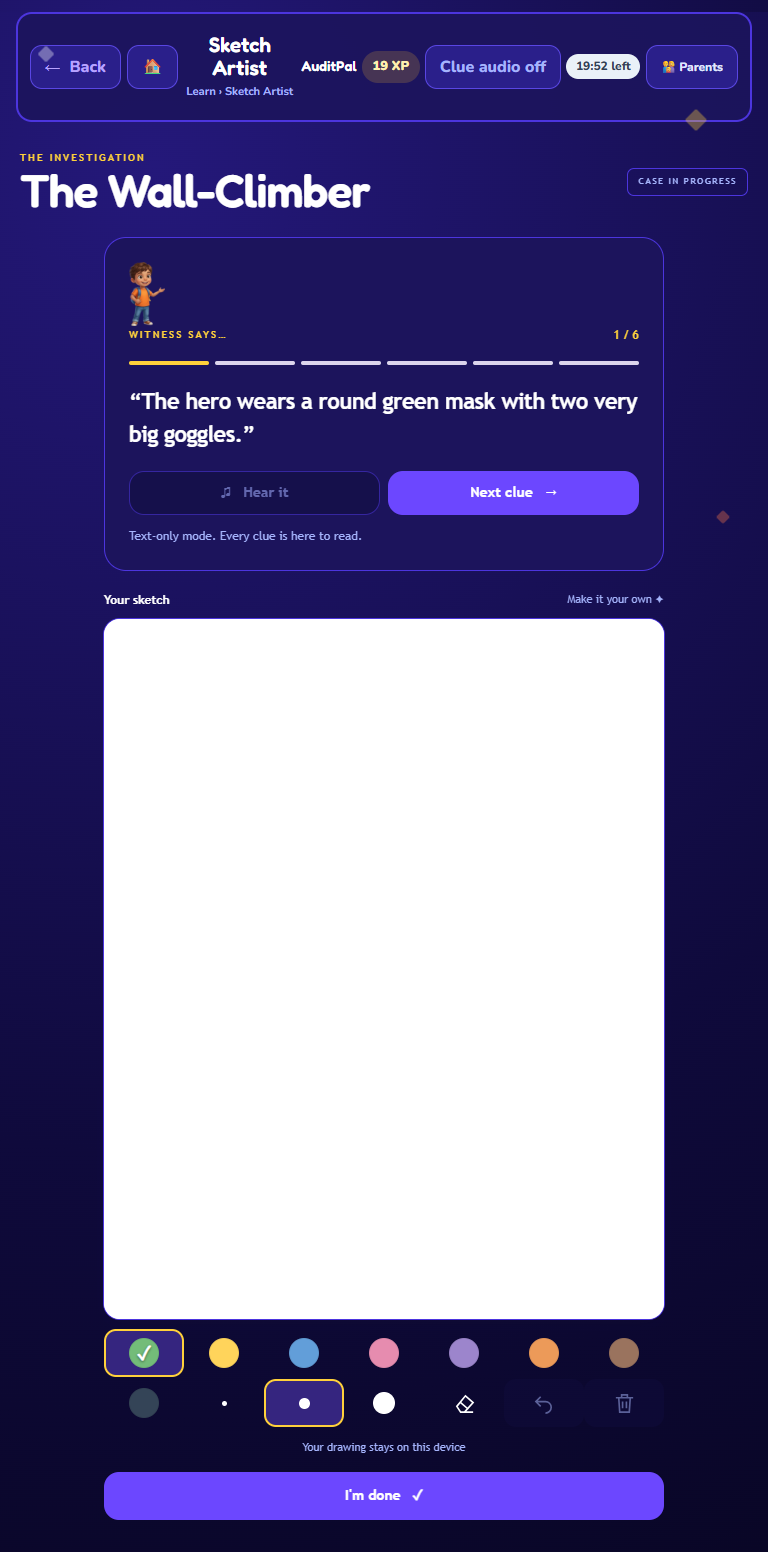 ← Back
Sketch
Artist
Learn › Sketch Artist
AuditPal
19 XP
Clue audio off
19:52 left
Parents
THE INVESTIGATION
The Wall-Climber
CASE IN PROGRESS
WITNESS SAYS…
1 / 6
“The hero wears a round green mask with two very
big goggles.”
♫ Hear it
Next clue →
Text-only mode. Every clue is here to read.
Your sketch
Make it your own ✦
Your drawing stays on this device
I'm done ✓